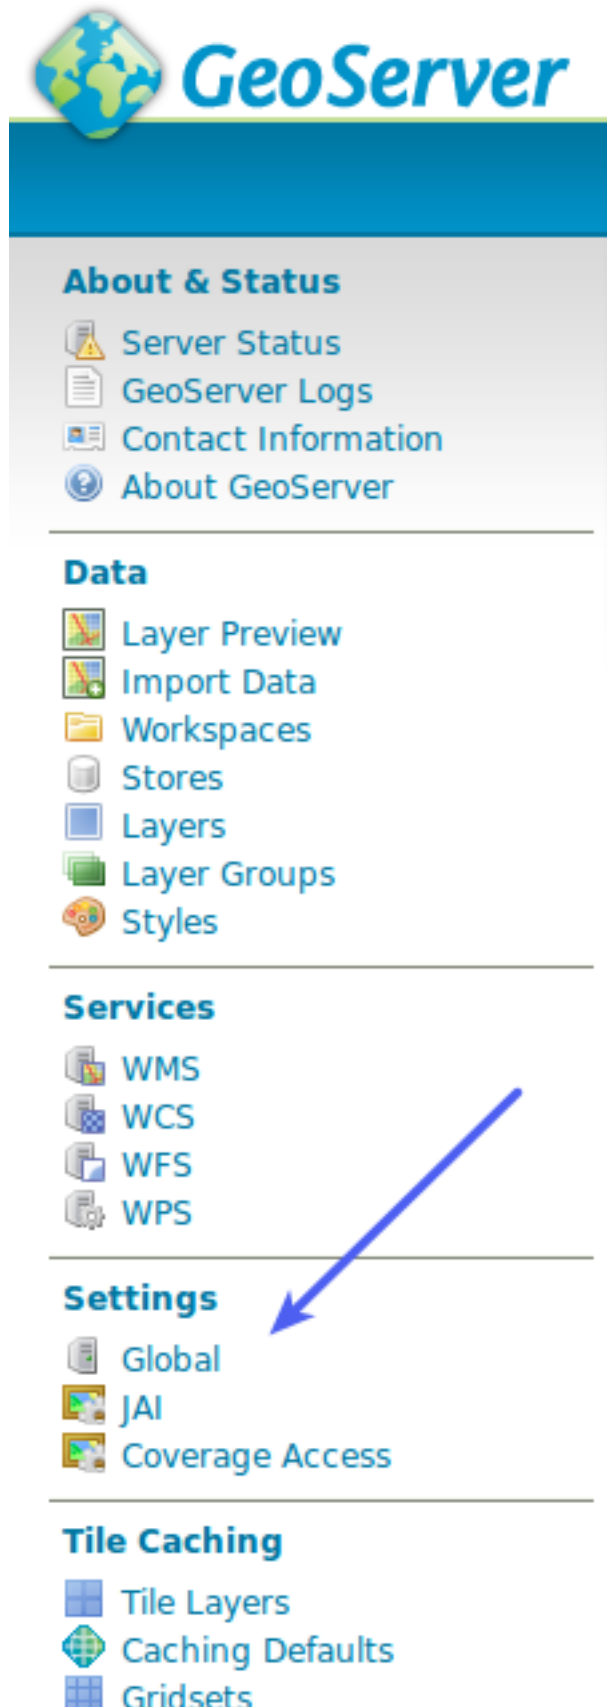 GeoServer
About & Status
Server Status
GeoServer Logs
Contact Information
About GeoServer
Data
Layer Preview
Import Data
Workspaces
Stores
Layers
Layer Groups
Styles
Services
WMS
WCS
WFS
WPS
Settings
Global
JAI
Coverage Access
Tile Caching
Tile Layers
Caching Defaults
Gridsets